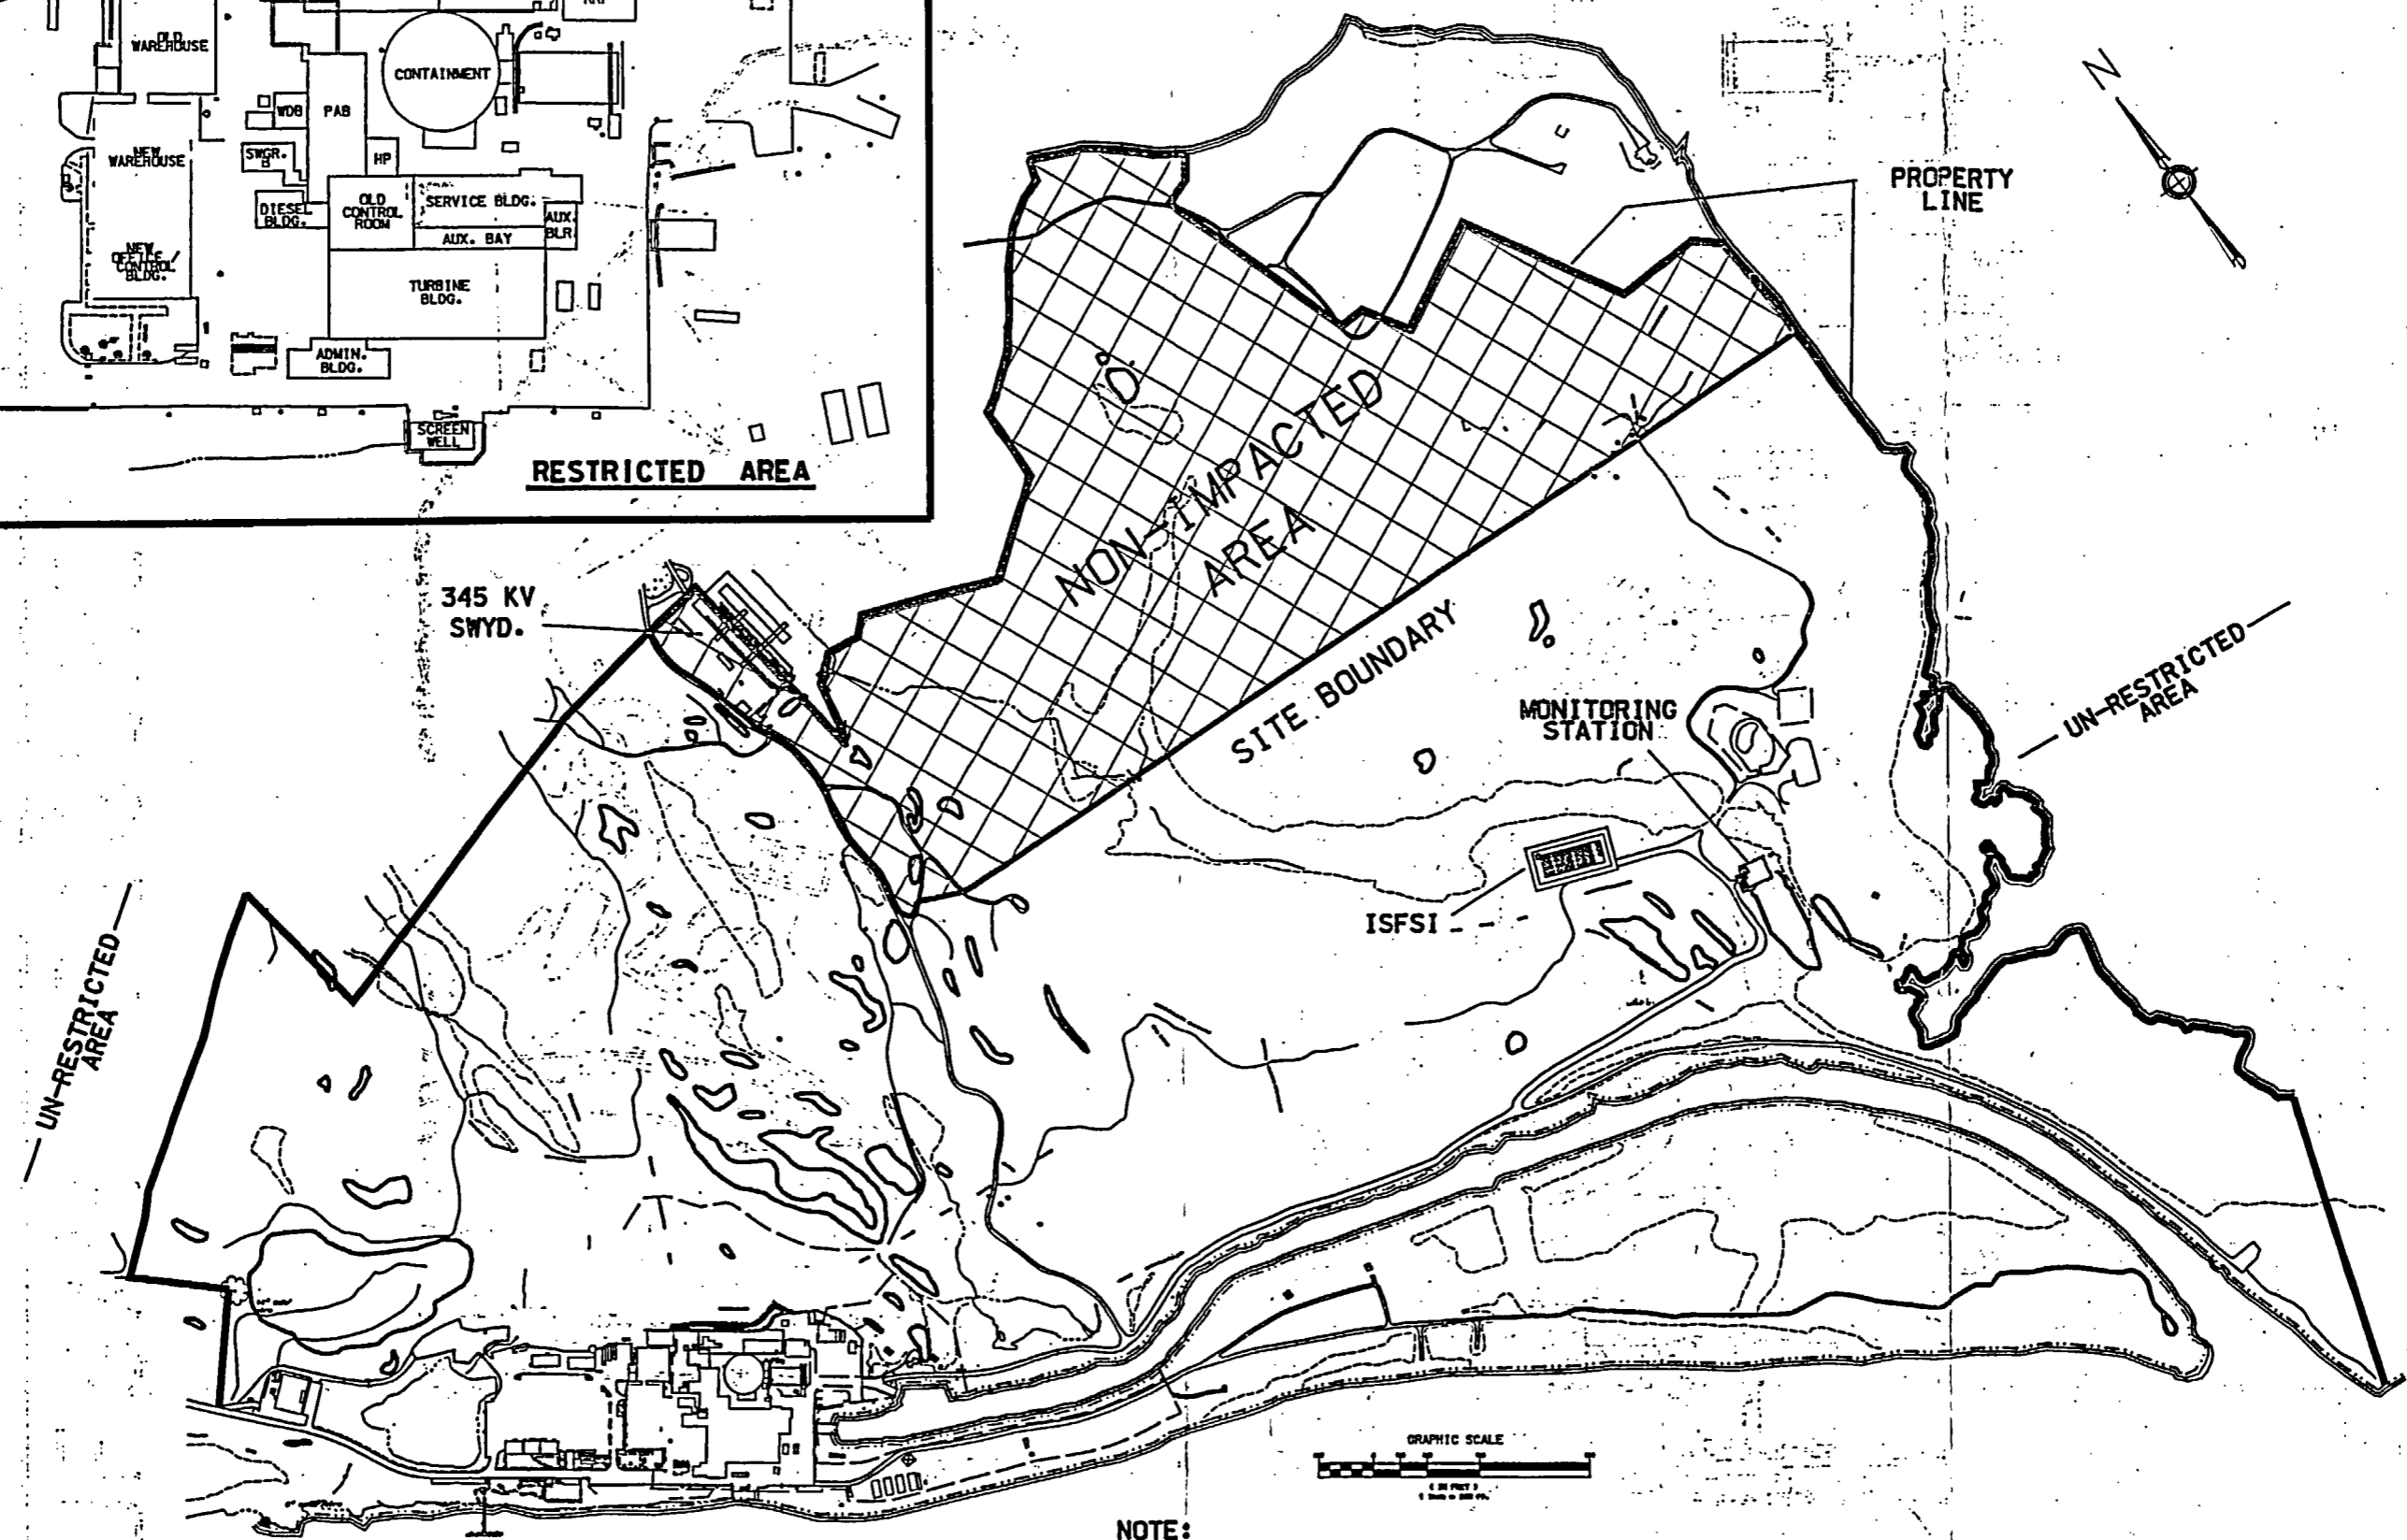 OLD
WAREHOUSE
CONTAINMENT
WDB
PAB
NEW
WAREHOUSE
SWGR.
B
HP
DIESEL
BLDG.
OLD
CONTROL
ROOM
SERVICE BLDG.
AUX.
BLR
AUX. BAY
NEW
OFFICE /
CONTROL
BLDG.
TURBINE
BLDG.
ADMIN.
BLDG.
SCREEN
WELL
RESTRICTED AREA
N
PROPERTY
LINE
NON-IMPACTED
AREA
345 KV
SWYD.
SITE BOUNDARY
UN-RESTRICTED
AREA
MONITORING
STATION
ISFSI
UN-RESTRICTED
AREA
GRAPHIC SCALE
NOTE: